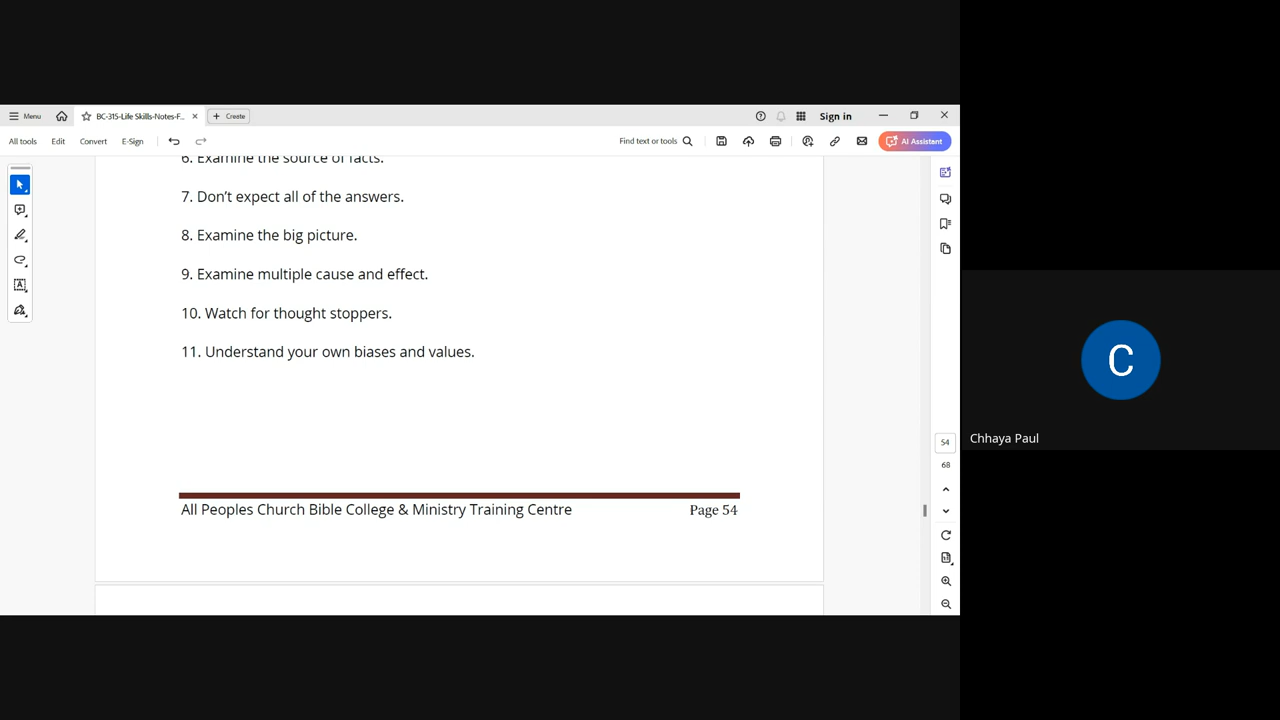 Menu
BC-315-Life Skills-Notes-F...
Create
Sign in
All tools
Edit
Convert
E-Sign
Find text or tools
AI Assistant
6. Examine the source of facts.
7. Don't expect all of the answers.
8. Examine the big picture.
9. Examine multiple cause and effect.
10. Watch for thought stoppers.
11. Understand your own biases and values.
All Peoples Church Bible College & Ministry Training Centre
Page 54
54
68
C
Chhaya Paul